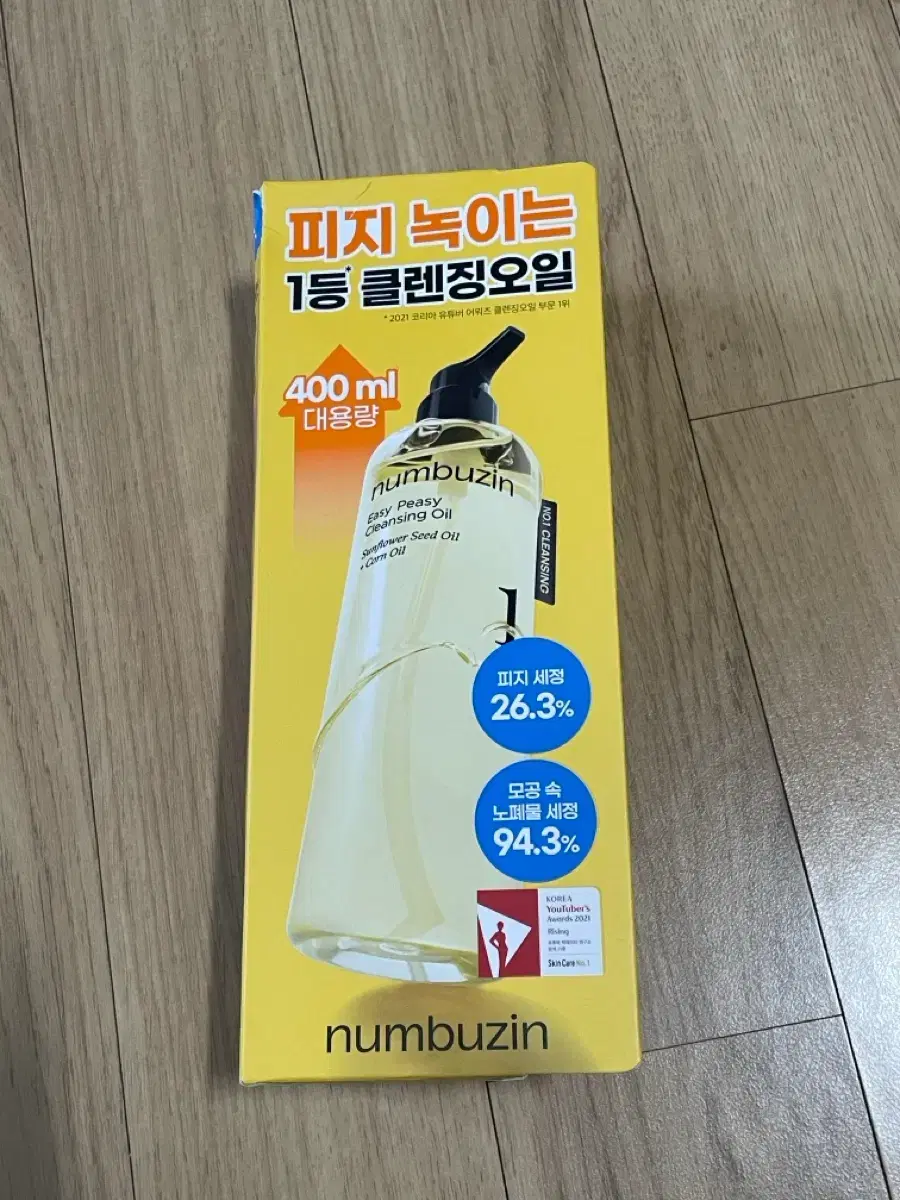 피지 녹이는
1등* 클렌징오일
* 2021 코리아 유튜버 어워즈 클렌징오일 부문 1위
400 ml
대용량
numbuzin
Easy Peasy
Cleansing Oil
Sunflower Seed Oil
+ Corn Oil
NO.1 CLEANSING
1
피지 세정
26.3%
모공 속
노폐물 세정
94.3%
KOREA
YouTuber's
Awards 2021
Rising
Skin Care No. 1
numbuzin